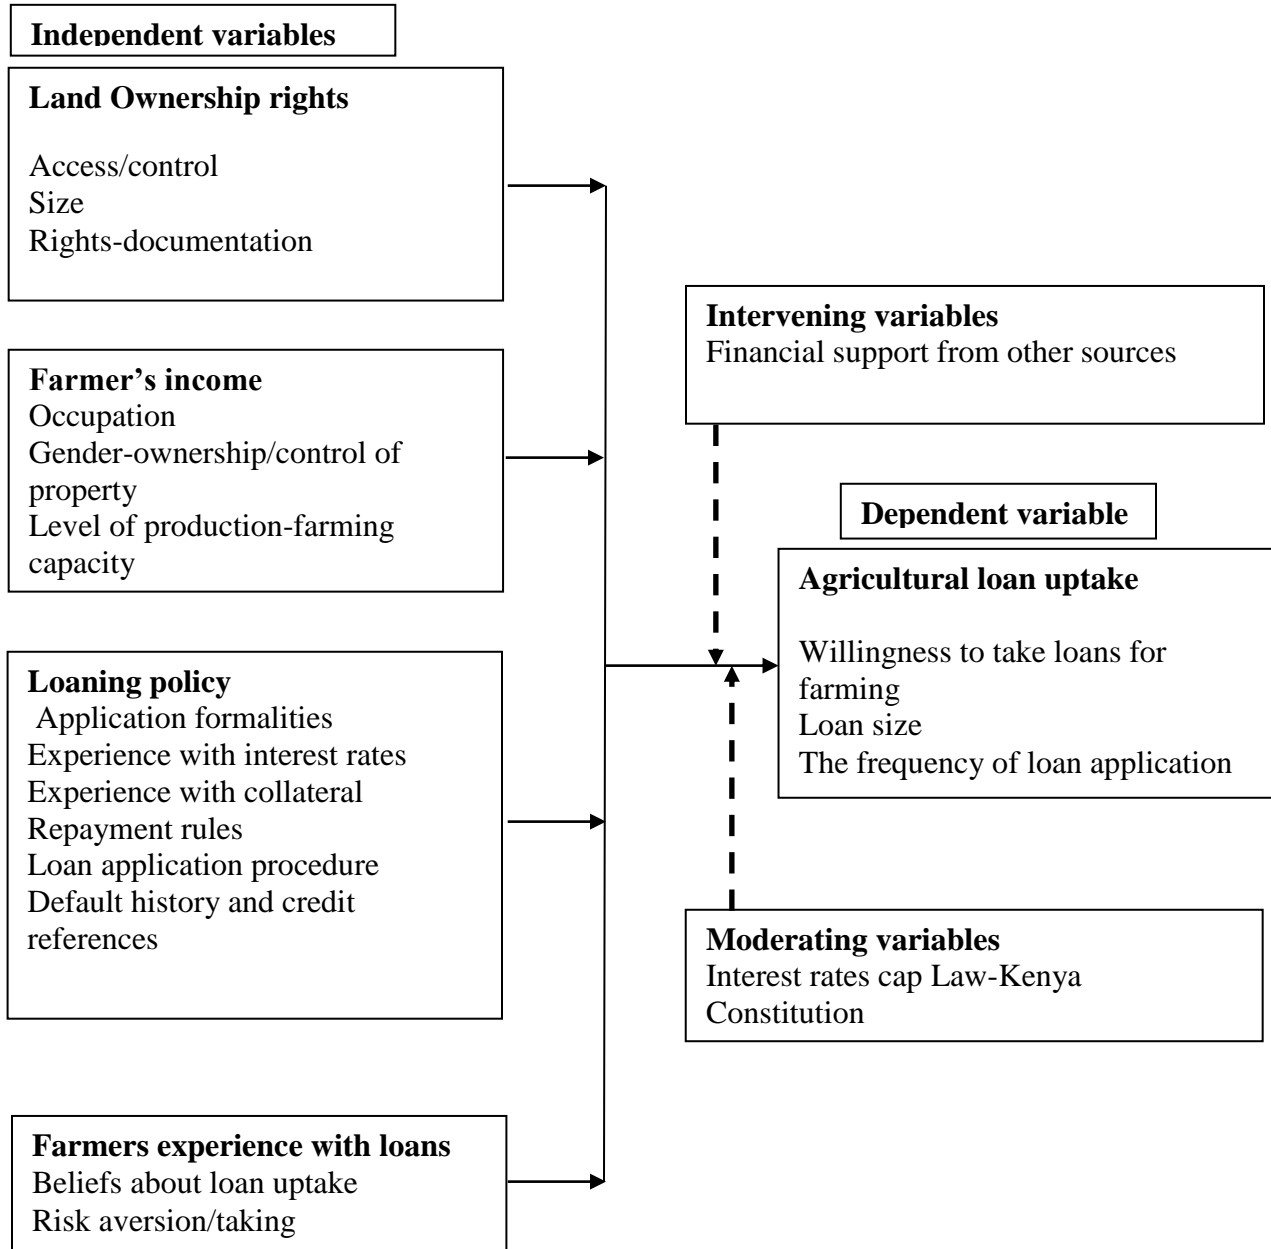 Independent variables
Land Ownership rights
Access/control
Size
Rights-documentation
Farmer's income
Occupation
Gender-ownership/control of
property
Level of production-farming
capacity
Loaning policy
Application formalities
Experience with interest rates
Experience with collateral
Repayment rules
Loan application procedure
Default history and credit
references
Farmers experience with loans
Beliefs about loan uptake
Risk aversion/taking
Intervening variables
Financial support from other sources
Dependent variable
Agricultural loan uptake
Willingness to take loans for
farming
Loan size
The frequency of loan application
Moderating variables
Interest rates cap Law-Kenya
Constitution